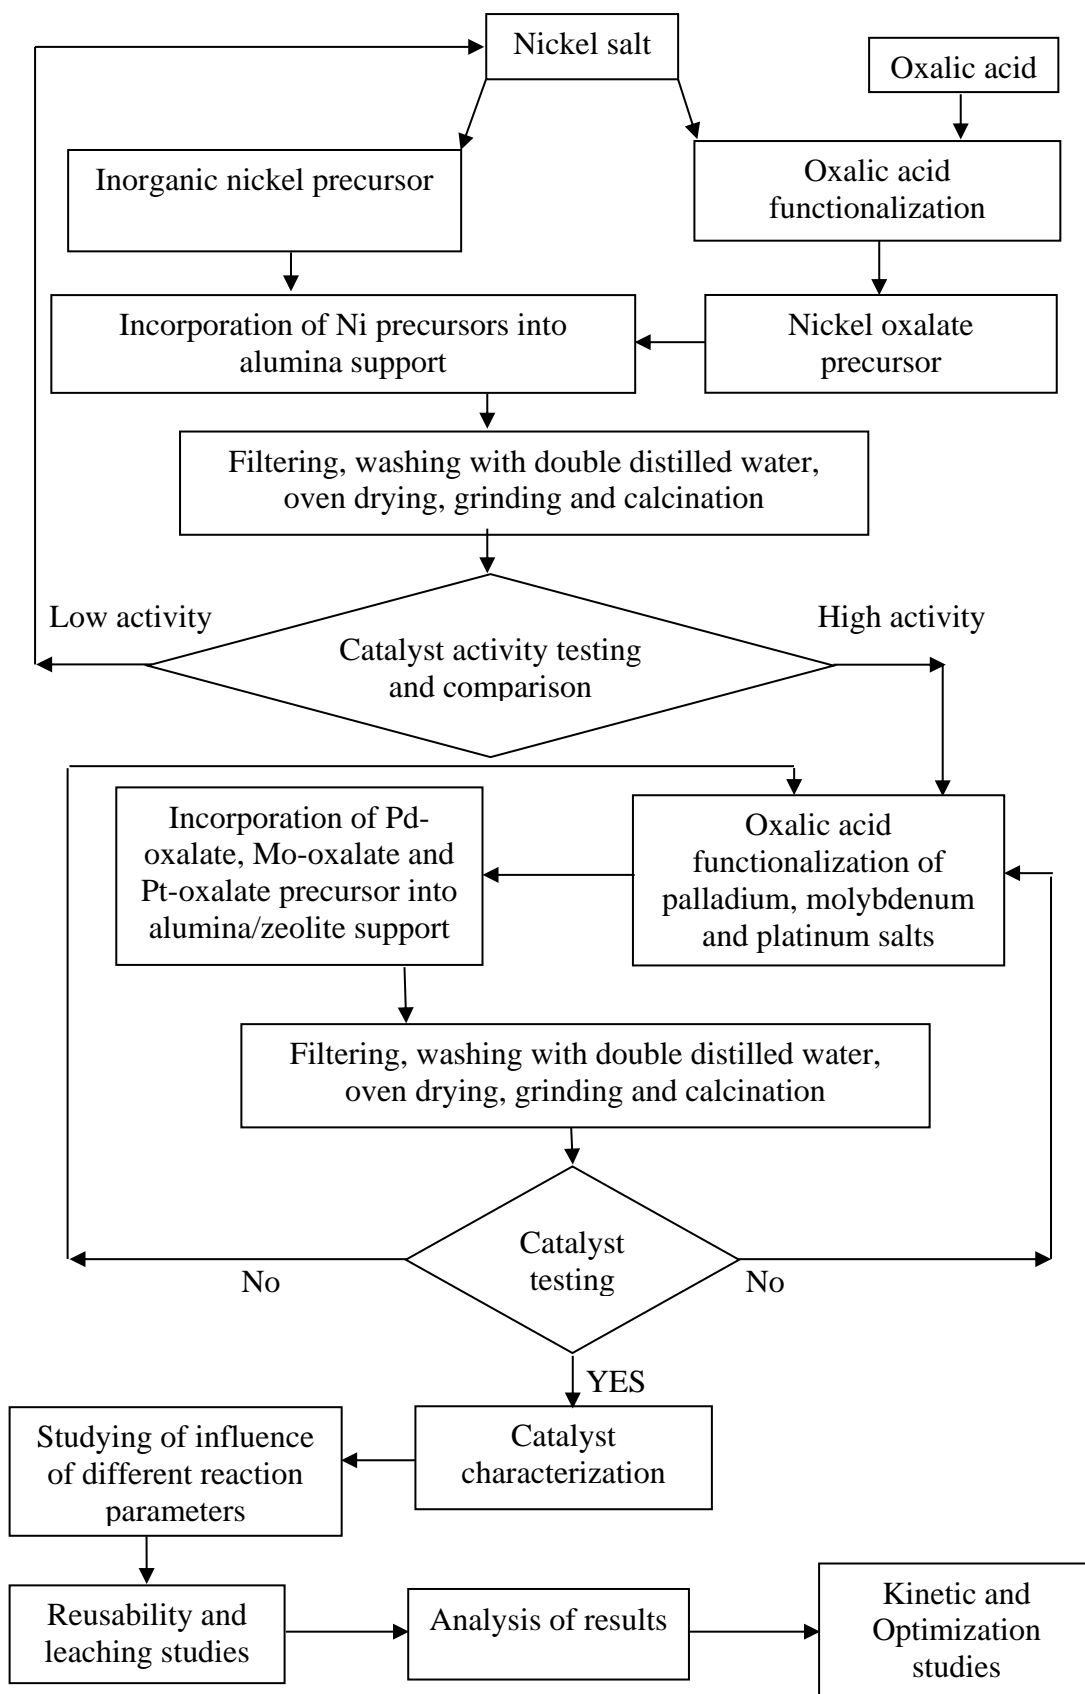 Nickel salt
Oxalic acid
Inorganic nickel precursor
Oxalic acid
functionalization
Incorporation of Ni precursors into
alumina support
Nickel oxalate
precursor
Filtering, washing with double distilled water,
oven drying, grinding and calcination
Low activity
High activity
Catalyst activity testing
and comparison
Incorporation of Pd-
oxalate, Mo-oxalate and
Pt-oxalate precursor into
alumina/zeolite support
Oxalic acid
functionalization of
palladium, molybdenum
and platinum salts
Filtering, washing with double distilled water,
oven drying, grinding and calcination
Catalyst
testing
No
No
YES
Studying of influence
of different reaction
parameters
Catalyst
characterization
Reusability and
leaching studies
Analysis of results
Kinetic and
Optimization
studies